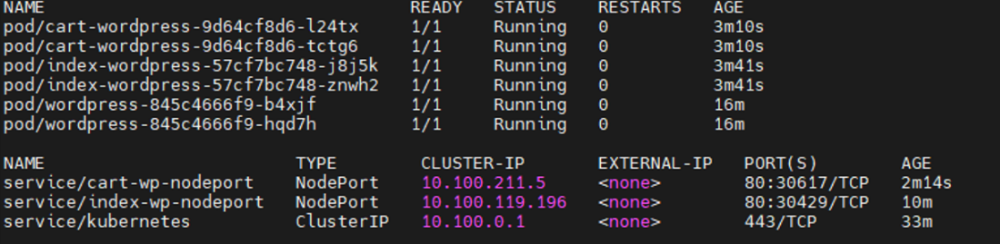 NAME READY STATUS RESTARTS AGE
pod/cart-wordpress-9d64cf8d6-l24tx 1/1 Running 0 3m10s
pod/cart-wordpress-9d64cf8d6-tctg6 1/1 Running 0 3m10s
pod/index-wordpress-57cf7bc748-j8j5k 1/1 Running 0 3m41s
pod/index-wordpress-57cf7bc748-znwh2 1/1 Running 0 3m41s
pod/wordpress-845c4666f9-b4xjf 1/1 Running 0 16m
pod/wordpress-845c4666f9-hqd7h 1/1 Running 0 16m
NAME TYPE CLUSTER-IP EXTERNAL-IP PORT(S) AGE
service/cart-wp-nodeport NodePort 10.100.211.5 <none> 80:30617/TCP 2m14s
service/index-wp-nodeport NodePort 10.100.119.196 <none> 80:30429/TCP 10m
service/kubernetes ClusterIP 10.100.0.1 <none> 443/TCP 33m